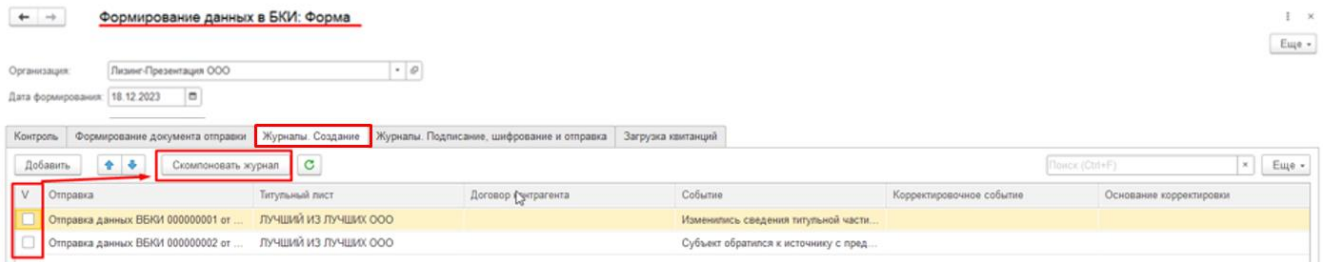 Формирование данных в БКИ: Форма
Еще
Организация: Лизинг-Презентация ООО
Дата формирования: 18.12.2023
Контроль Формирование документа отправки Журналы. Создание Журналы. Подписание, шифрование и отправка Загрузка квитанций
Добавить Скомпоновать журнал Поиск (Ctrl+F) × Еще
V Отправка Титульный лист Договор контрагента Событие Корректировочное событие Основание корректировки
Отправка данных ВБКИ 000000001 от ... ЛУЧШИЙ ИЗ ЛУЧШИХ ООО Изменились сведения титульной части...
Отправка данных ВБКИ 000000002 от ... ЛУЧШИЙ ИЗ ЛУЧШИХ ООО Субъект обратился к источнику с пред...